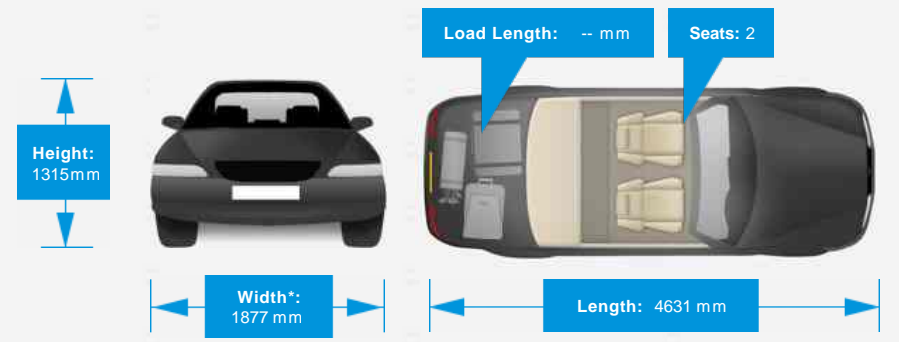 Load Length: -- mm
Seats: 2
Height:
1315mm
Width*:
1877 mm
Length: 4631 mm